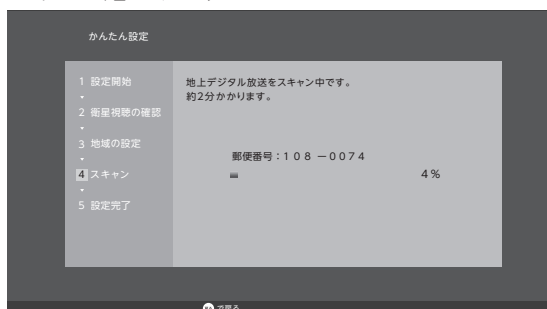 かんたん設定
1 設定開始
2 衛星視聴の確認
3 地域の設定
4 スキャン
5 設定完了
地上デジタル放送をスキャン中です。
約2分かかります。
郵便番号：１０８－００７４
4%
で戻る